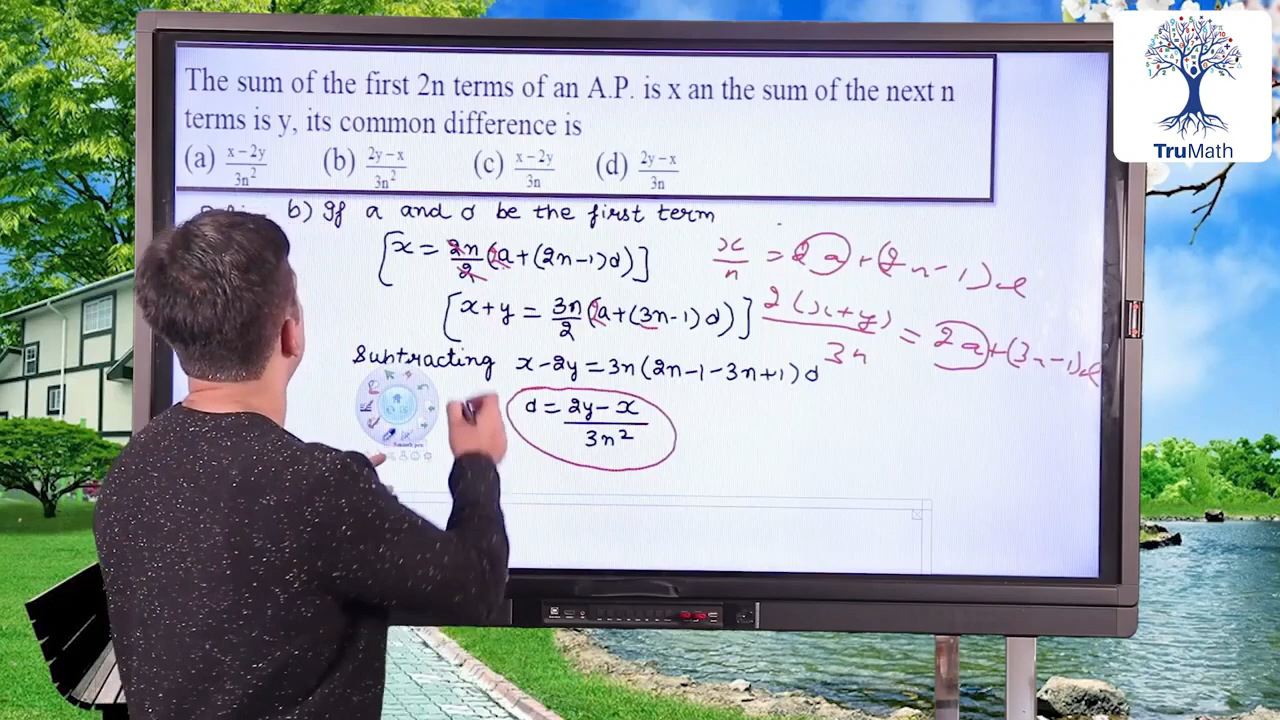 TruMath
The sum of the first 2n terms of an A.P. is x an the sum of the next n
terms is y, its common difference is
(a) x−2y/3n² (b) 2y−x/3n² (c) x−2y/3n (d) 2y−x/3n
b) If a and d be the first term
[x = 2n/2 (2a+(2n−1)d)] x/n = 2a+(2n−1)d
[x+y = 3n/2 (2a+(3n−1)d)] 2(x+y)/3n = 2a+(3n−1)d
Subtracting x−2y=3n(2n−1−3n+1)d
d = 2y−x/3n²